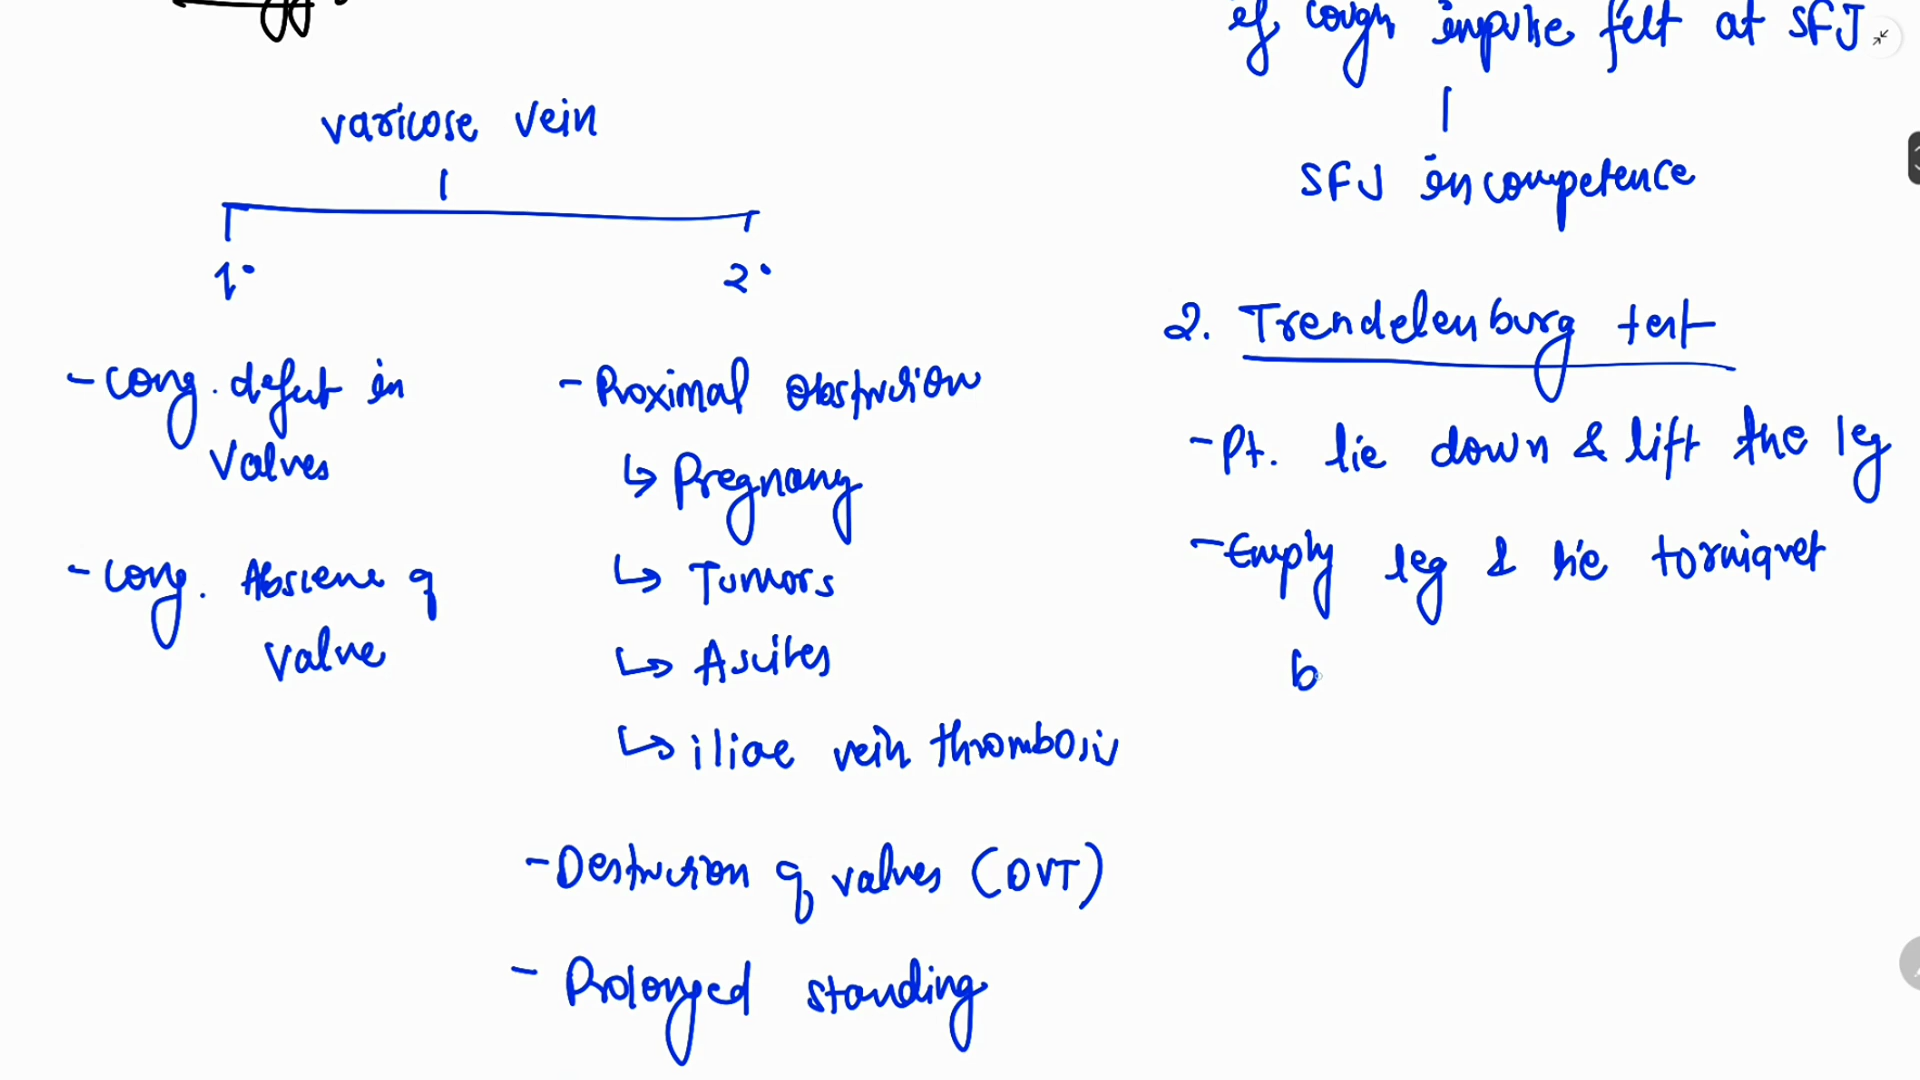 varicose vein
1°
2°
- Cong. defect in
Valves
- Cong. Abscence of
Valve
- Proximal obstruction
↳ Pregnancy
↳ Tumors
↳ Ascites
↳ iliac vein thrombosis
- Destruction of valves (DVT)
- Prolonged standing
if cough impulse felt at SFJ
SFJ incompetence
2. Trendelenburg test
- Pt. lie down & lift the leg
- Empty leg & tie torniquet
b